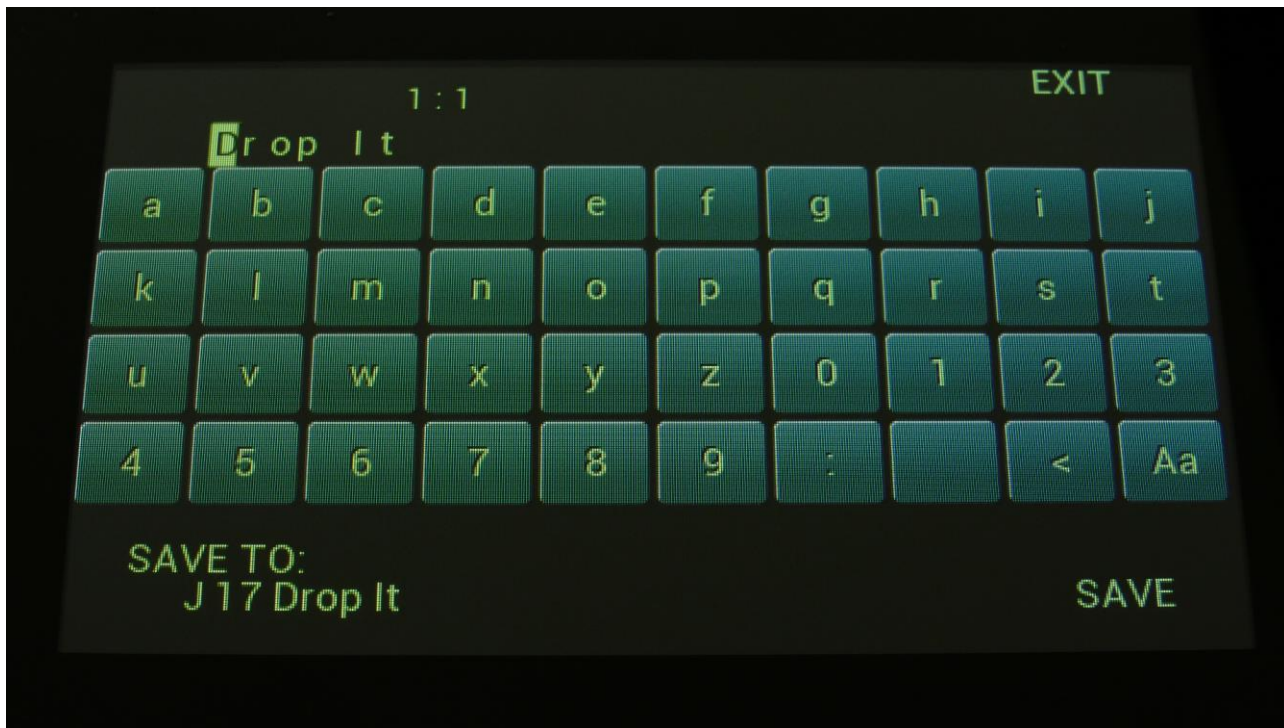 EXIT
1:1
Drop It
a b c d e f g h i j
k l m n o p q r s t
u v w x y z 0 1 2 3
4 5 6 7 8 9 : < Aa
SAVE TO:
J 17 Drop It
SAVE